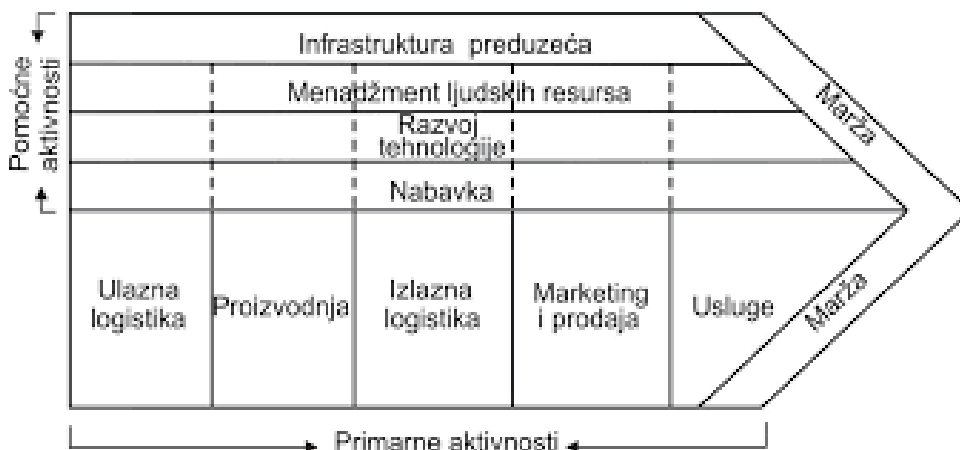 Pomoćne
aktivnosti
Infrastruktura preduzeća
Menadžment ljudskih resursa
Razvoj
tehnologije
Nabavka
Marža
Ulazna
logistika
Proizvodnja
Izlazna
logistika
Marketing
i prodaja
Usluge
Marža
Primarne aktivnosti